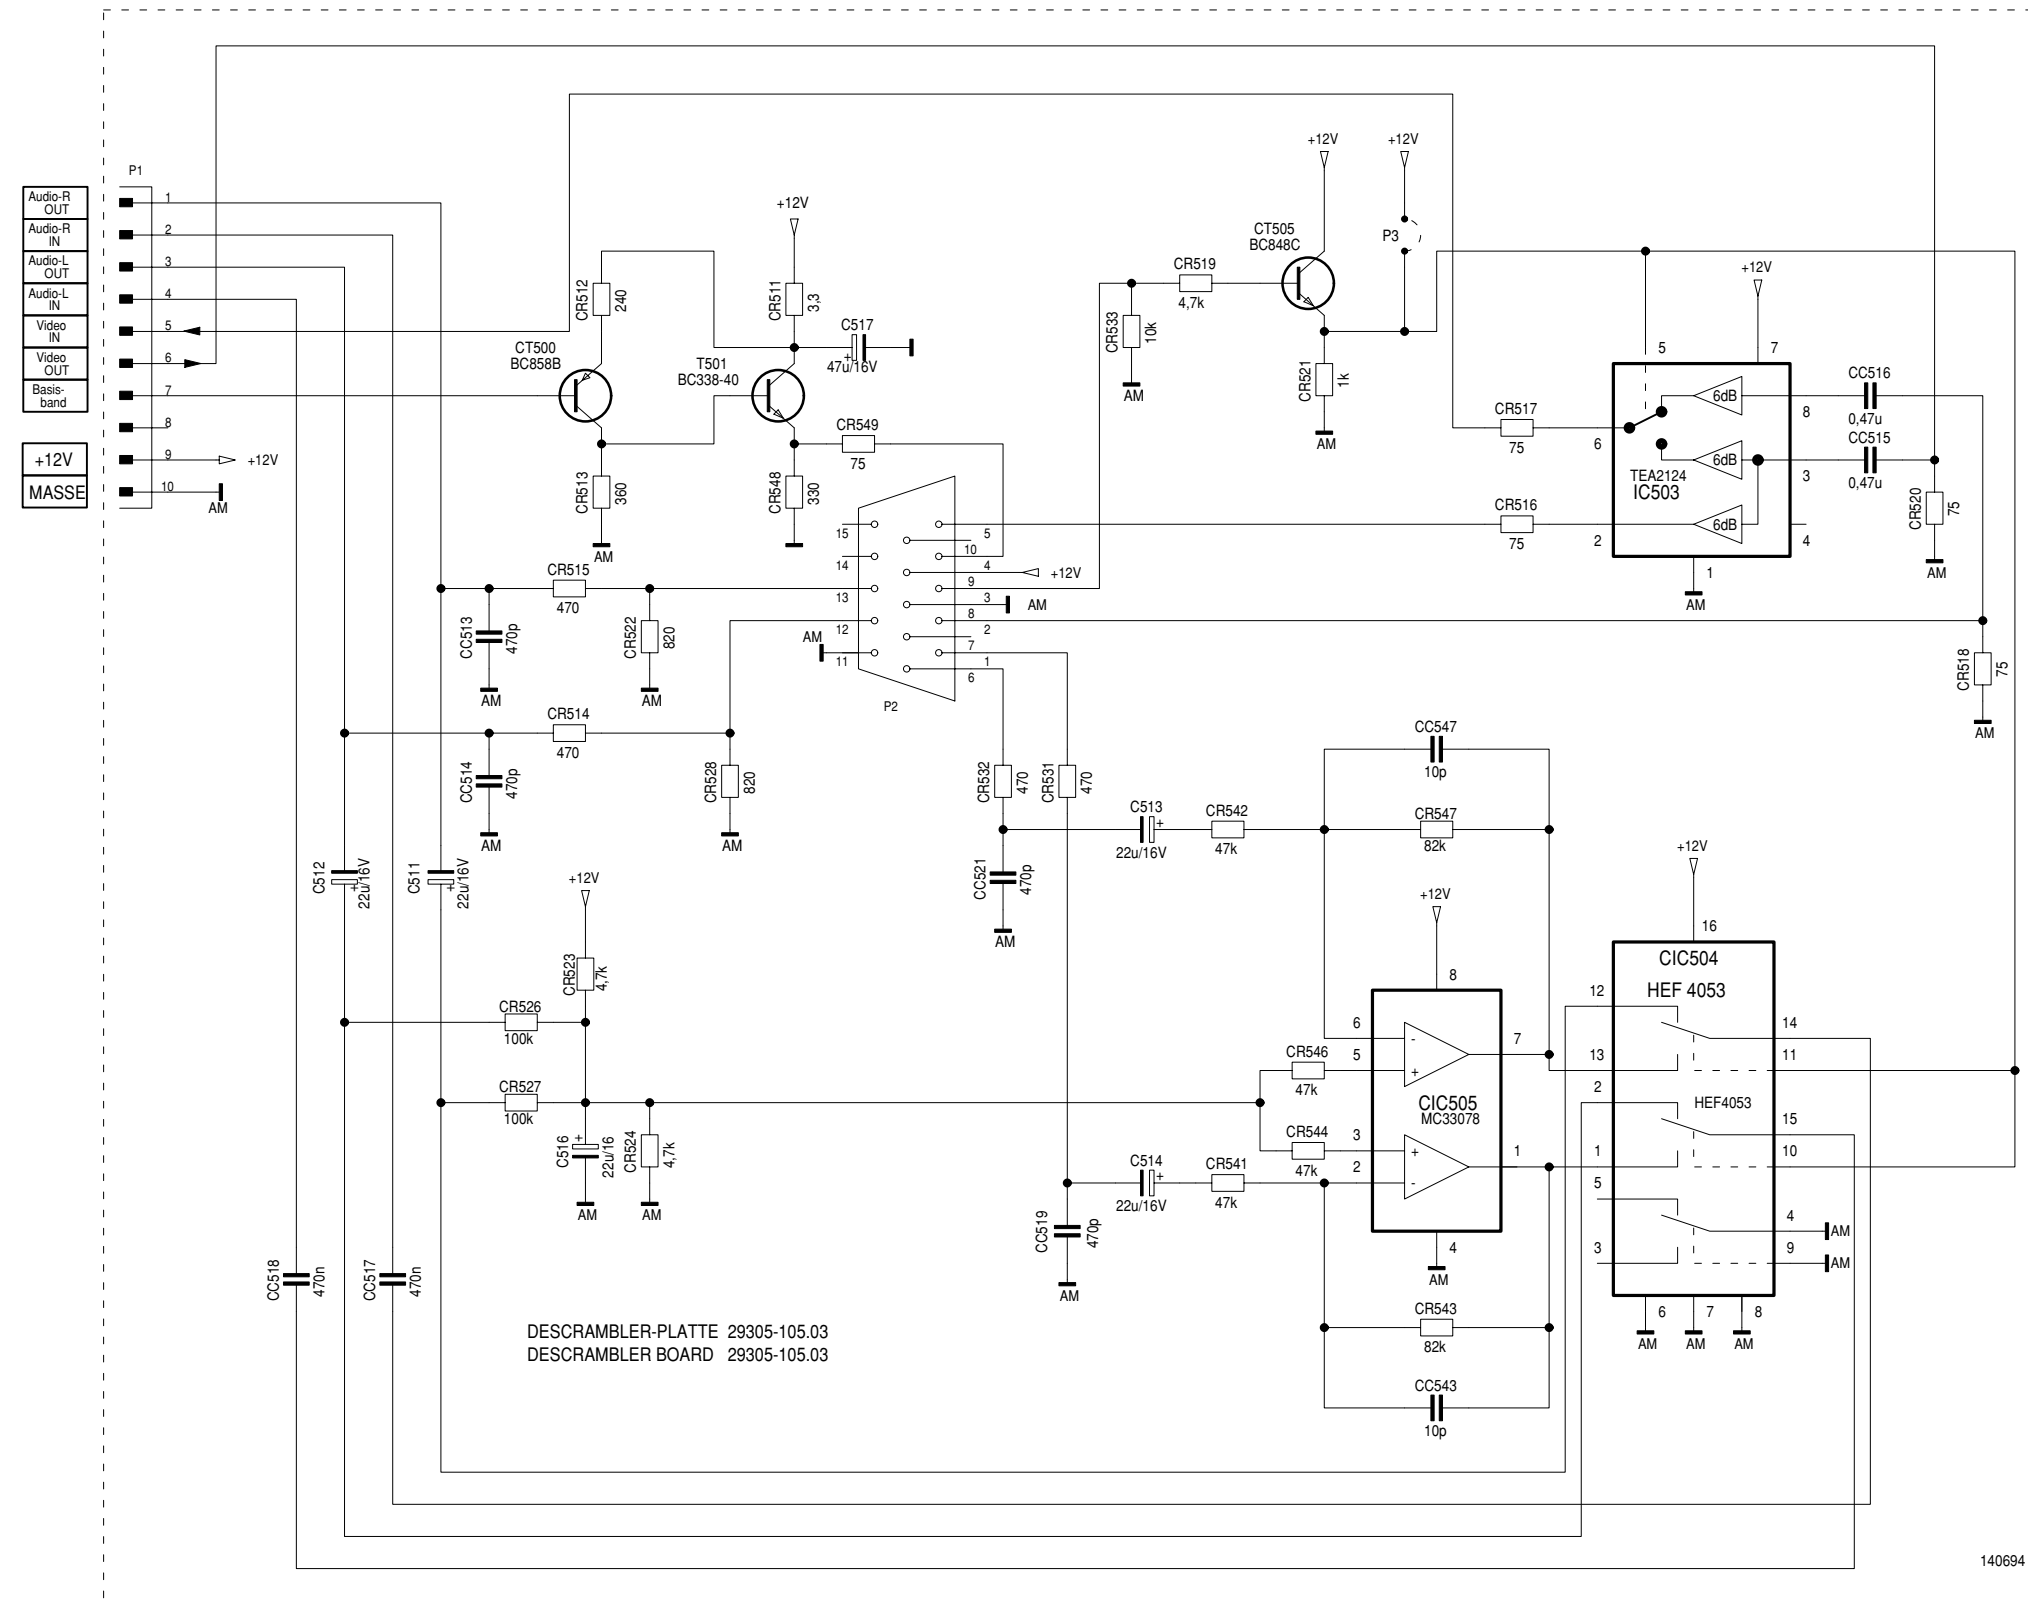 P1
Audio-R
OUT
1
Audio-R
IN
2
Audio-L
OUT
3
Audio-L
IN
4
Video
IN
5
Video
OUT
6
Basis-
band
7
8
+12V
9
+12V
MASSE
10
AM
CR512
240
CT500
BC858B
CR513
360
AM
+12V
CR511
3,3
C517
+
47u/16V
T501
BC338-40
CR549
75
CR548
330
+12V
+12V
CT505
BC848C
P3
CR519
4,7k
CR533
10k
AM
CR521
1k
AM
CR517
75
CR516
75
+12V
5
7
6dB
8
6
6dB
3
TEA2124
IC503
6dB
2
4
1
AM
CC516
0,47u
CC515
0,47u
CR520
75
AM
CR518
75
AM
15
14
13
12
11
5
10
4
+12V
9
3
AM
8
2
7
1
6
AM
P2
CR515
470
CC513
470p
AM
CR522
820
AM
CR514
470
CC514
470p
AM
CR528
820
AM
C512
+
22u/16V
C511
+
22u/16V
+12V
CR523
4,7k
CR526
100k
CR527
100k
C516
+
22u/16
AM
CR524
4,7k
AM
CR532
470
CR531
470
CC521
470p
AM
C513
+
22u/16V
CR542
47k
CC547
10p
CR547
82k
+12V
8
6
-
5
+
7
CR546
47k
CIC505
MC33078
CR544
47k
3
+
2
-
1
4
AM
C514
+
22u/16V
CR541
47k
CC519
470p
AM
CR543
82k
CC543
10p
+12V
16
CIC504
HEF 4053
12
14
13
11
2
HEF4053
15
1
10
5
4
AM
3
9
AM
6
7
8
AM
AM
AM
CC518
470n
CC517
470n
DESCRAMBLER-PLATTE 29305-105.03
DESCRAMBLER BOARD 29305-105.03
140694